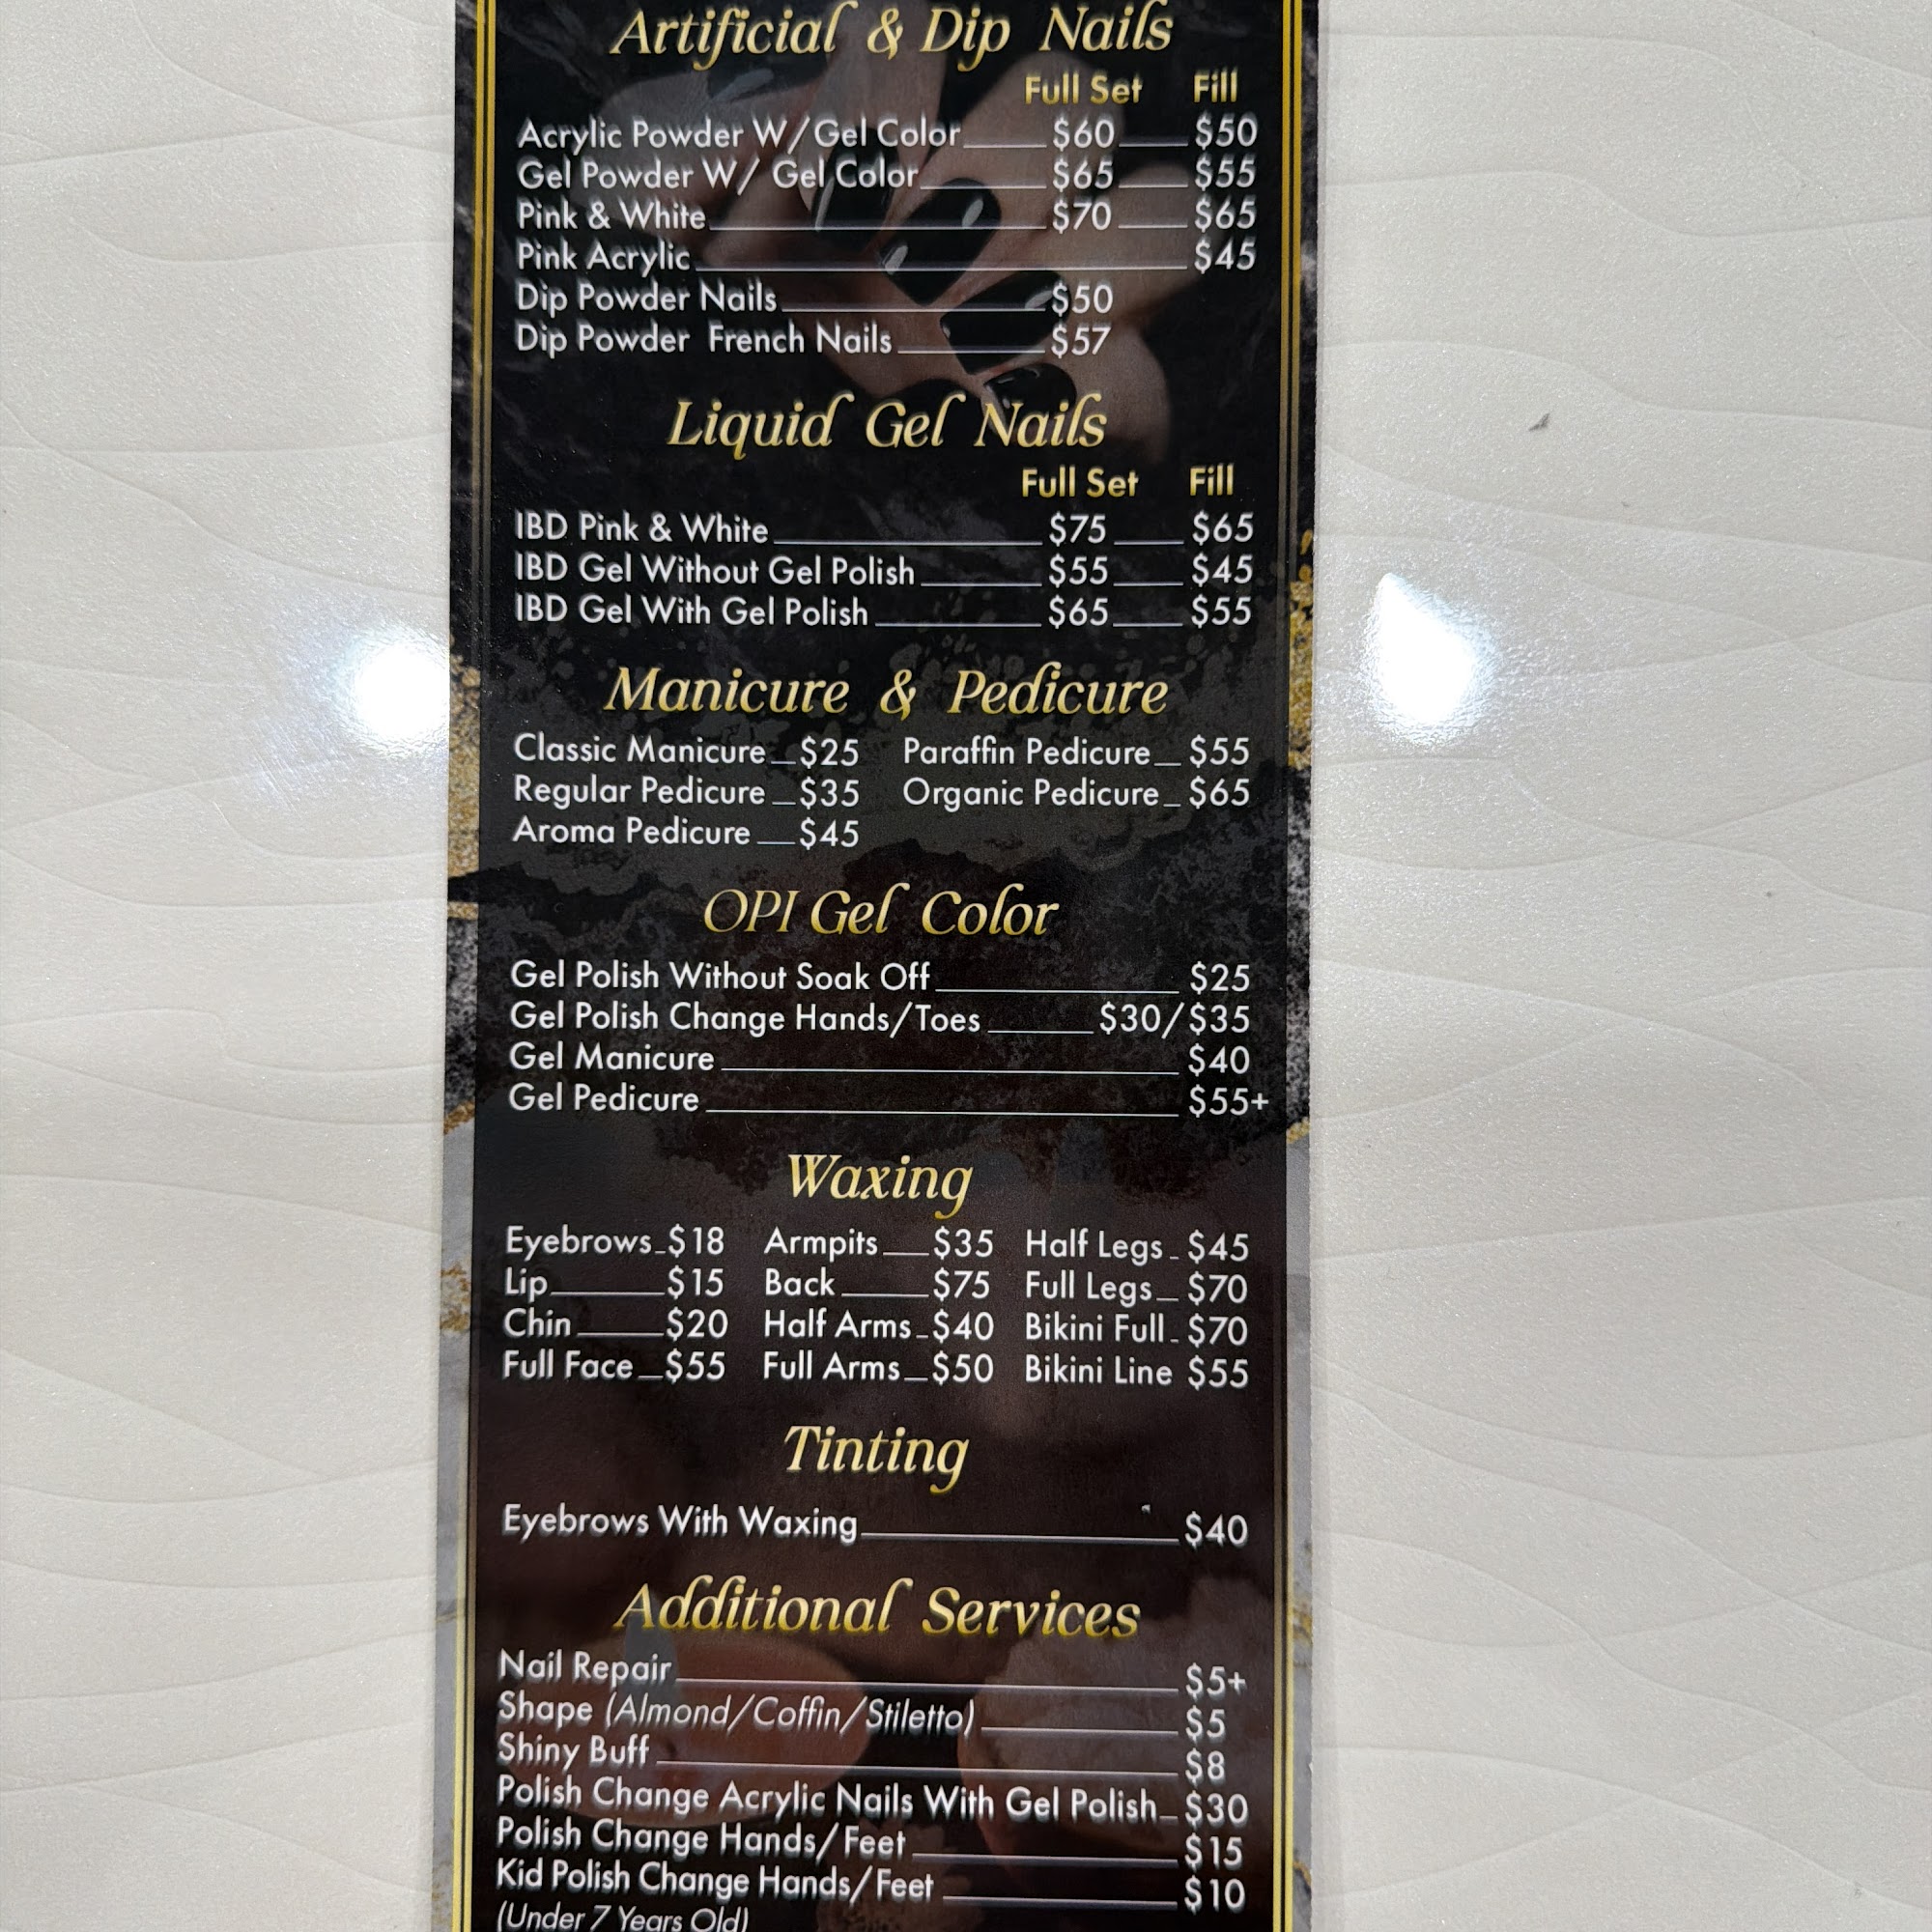 Artificial & Dip Nails
Full Set Fill
Acrylic Powder W/Gel Color $60 $50
Gel Powder W/ Gel Color $65 $55
Pink & White $70 $65
Pink Acrylic $45
Dip Powder Nails $50
Dip Powder French Nails $57
Liquid Gel Nails
Full Set Fill
IBD Pink & White $75 $65
IBD Gel Without Gel Polish $55 $45
IBD Gel With Gel Polish $65 $55
Manicure & Pedicure
Classic Manicure $25 Paraffin Pedicure $55
Regular Pedicure $35 Organic Pedicure $65
Aroma Pedicure $45
OPI Gel Color
Gel Polish Without Soak Off $25
Gel Polish Change Hands/Toes $30/$35
Gel Manicure $40
Gel Pedicure $55+
Waxing
Eyebrows $18 Armpits $35 Half Legs $45
Lip $15 Back $75 Full Legs $70
Chin $20 Half Arms $40 Bikini Full $70
Full Face $55 Full Arms $50 Bikini Line $55
Tinting
Eyebrows With Waxing $40
Additional Services
Nail Repair $5+
Shape (Almond/Coffin/Stiletto) $5
Shiny Buff $8
Polish Change Acrylic Nails With Gel Polish $30
Polish Change Hands/Feet $15
Kid Polish Change Hands/Feet $10
(Under 7 Years Old)